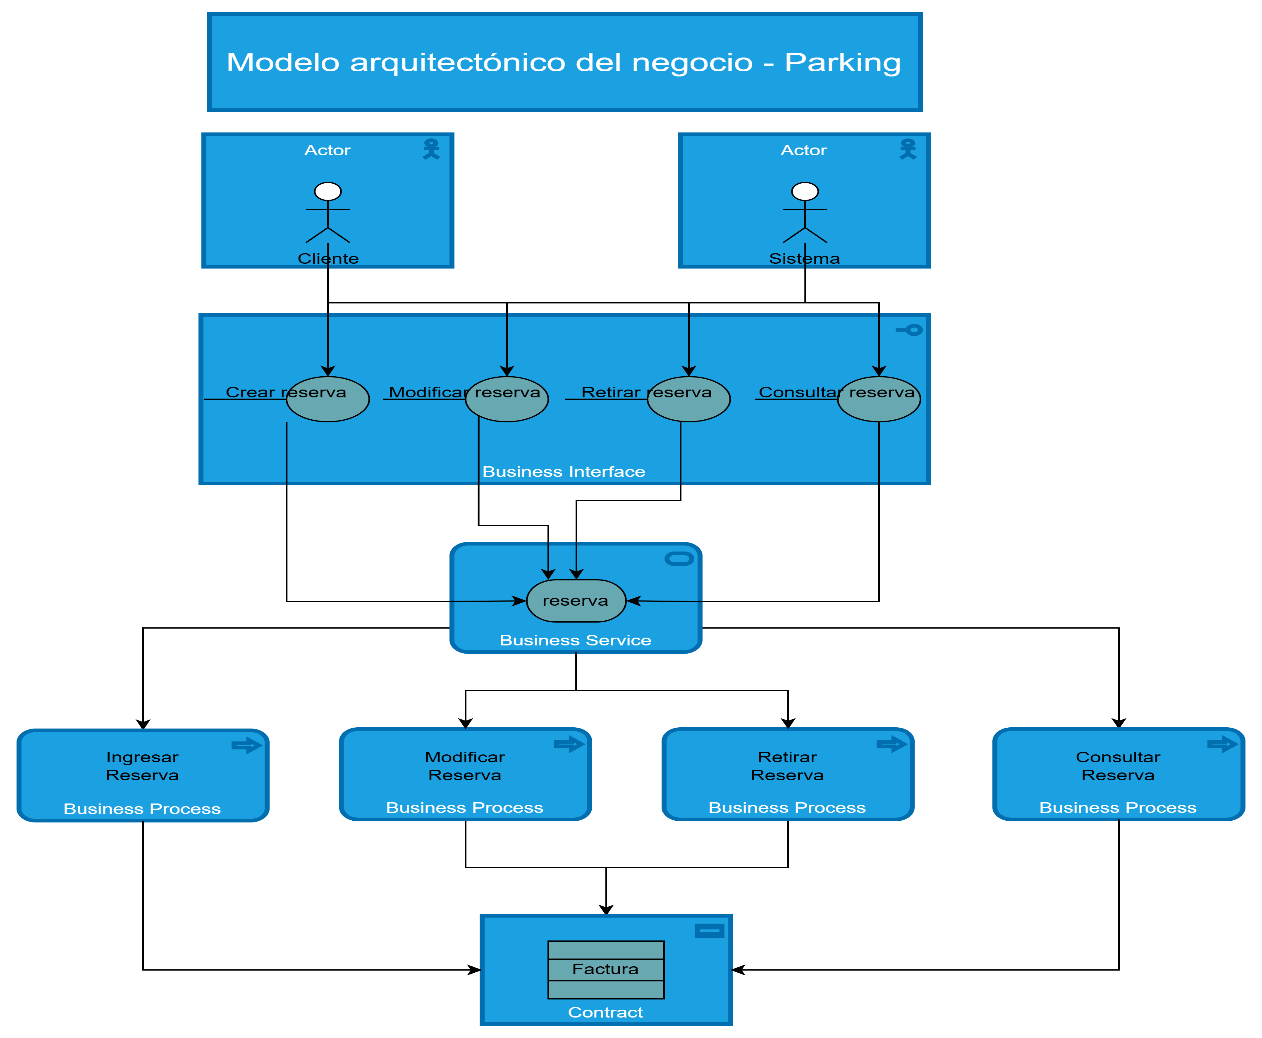 Modelo arquitectónico del negocio - Parking
Actor
Actor
Cliente
Sistema
Crear reserva
Modificar reserva
Retirar reserva
Consultar reserva
Business Interface
reserva
Business Service
Ingresar
Reserva
Business Process
Modificar
Reserva
Business Process
Retirar
Reserva
Business Process
Consultar
Reserva
Business Process
Factura
Contract